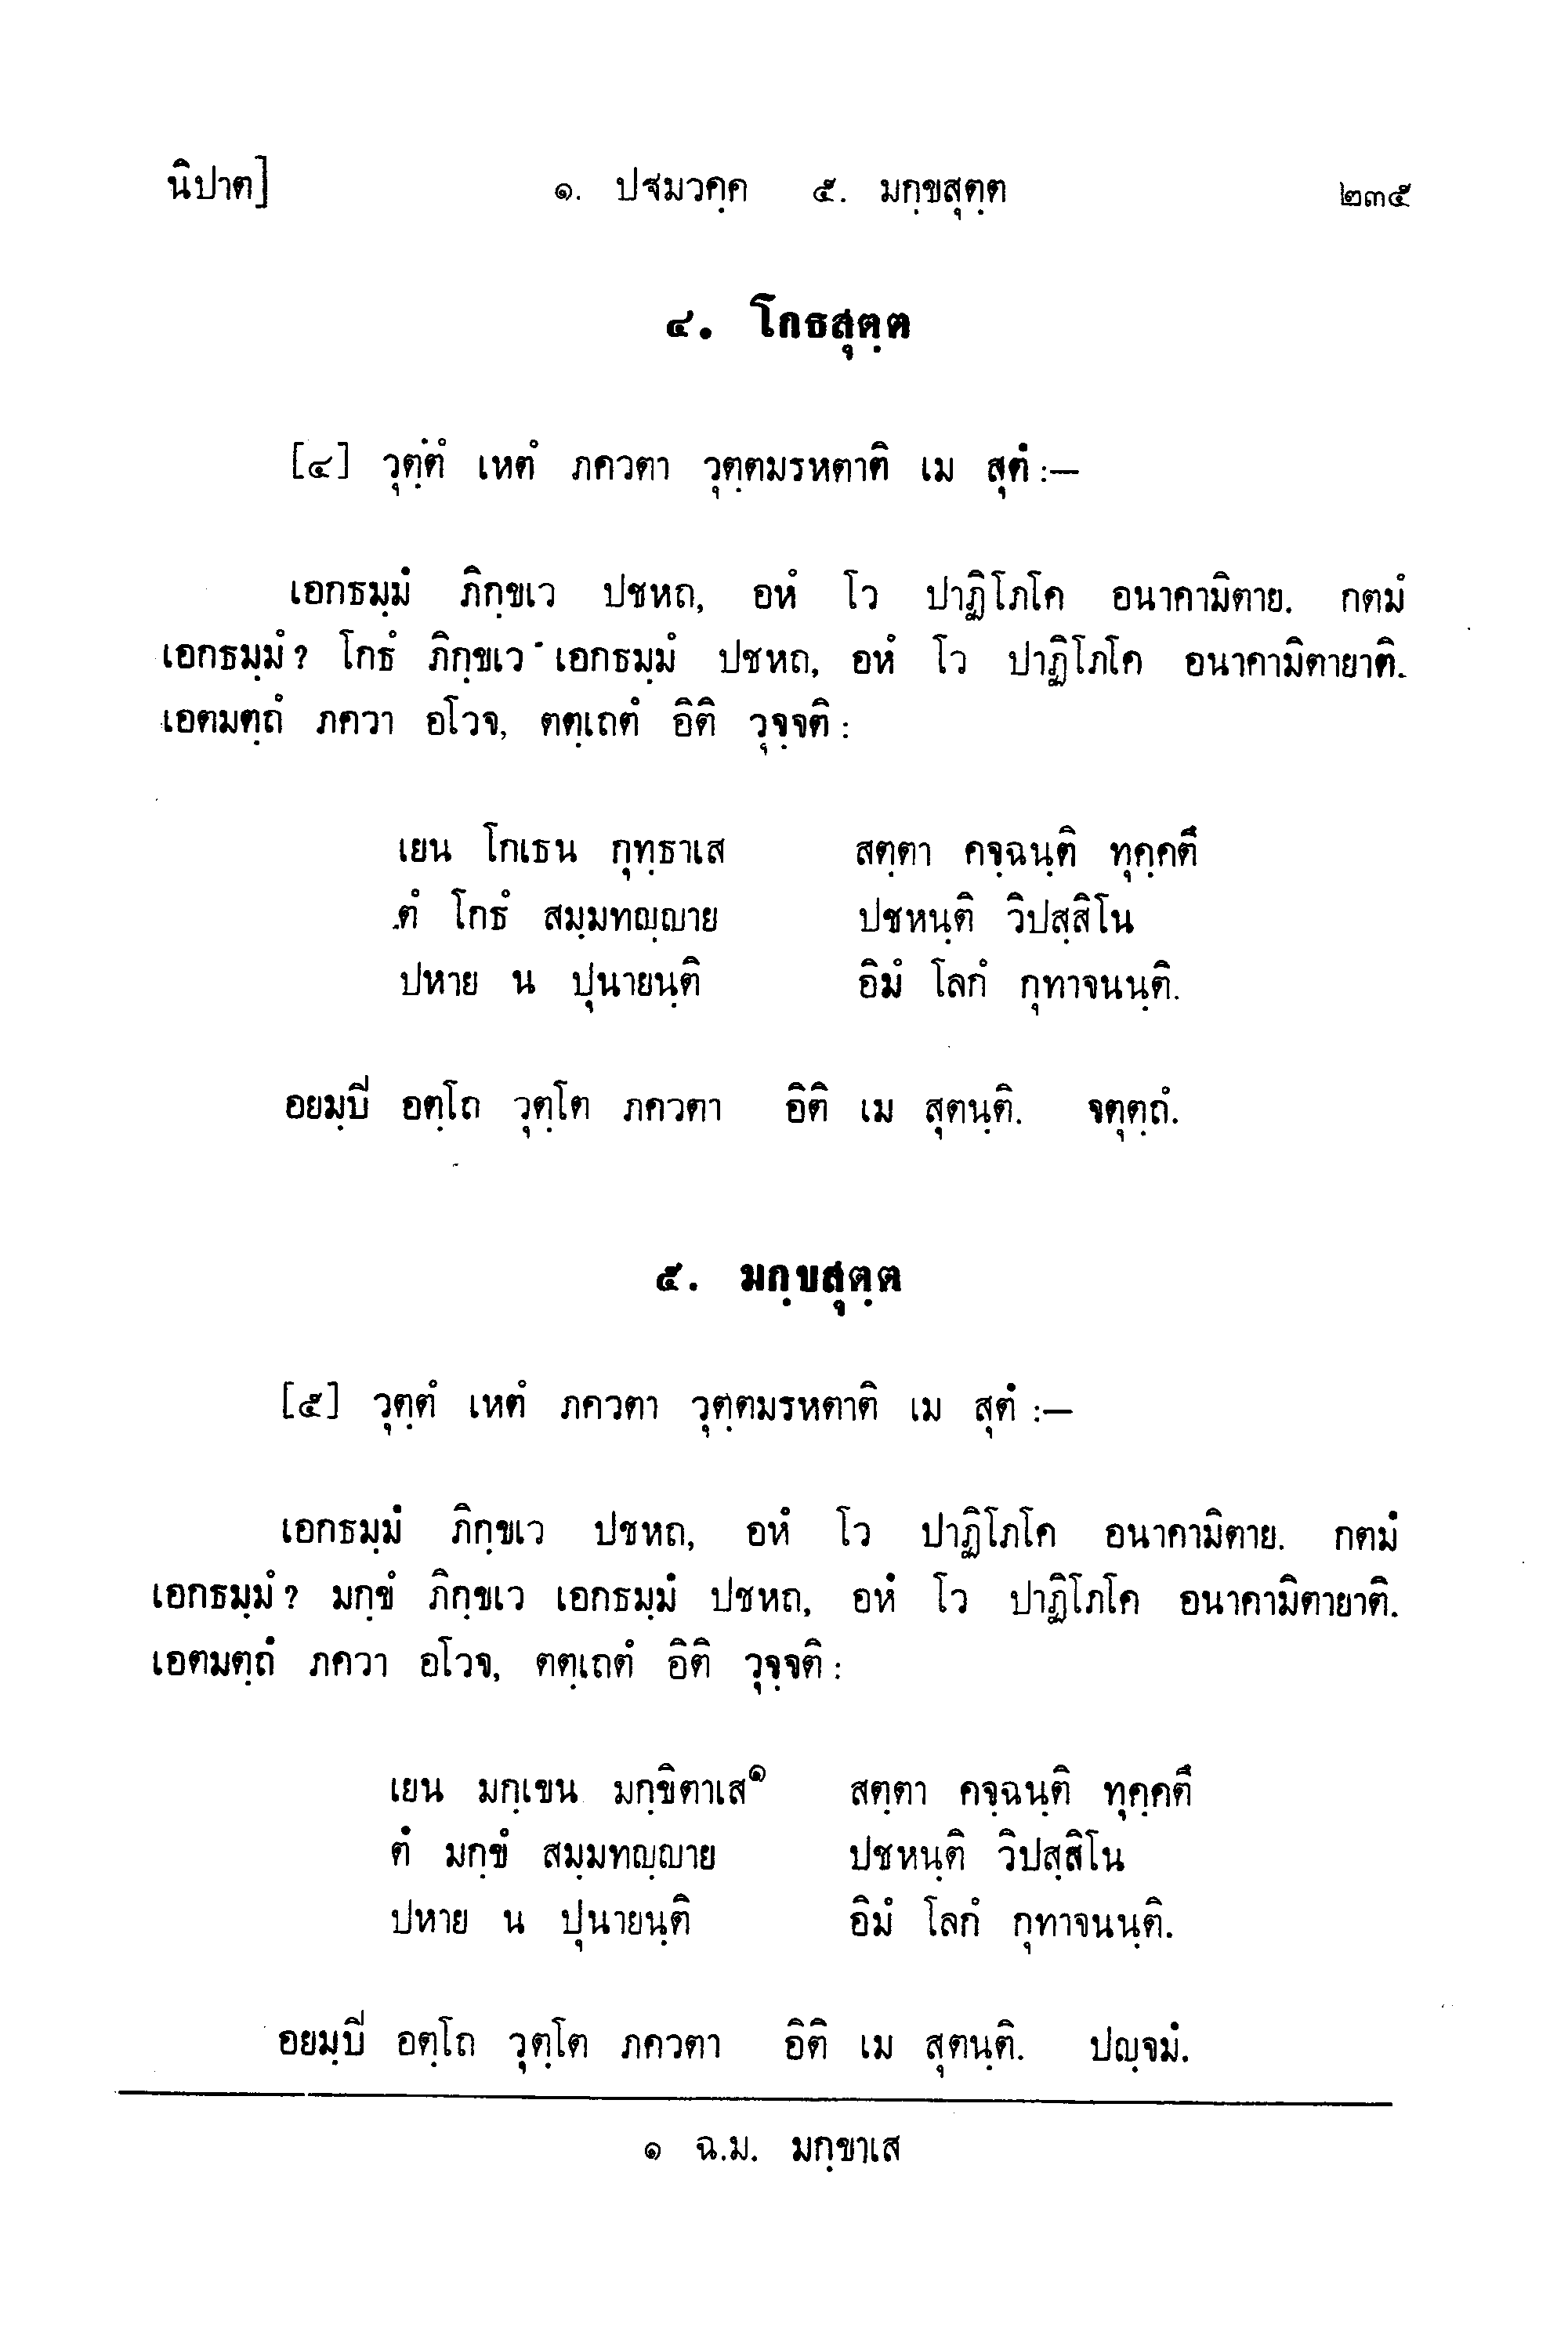 นิปาต] ๑. ปฐมวคฺค ๕. มกฺขสุตฺต ๒๓๕
๔. โกธสุตฺต
[๔] วุตฺตํ เหตํ ภควตา วุตฺตมรหตาติ เม สุตํ :—
เอกธมฺมํ ภิกฺขเว ปชหถ, อหํ โว ปาฏิโภโค อนาคามิตาย. กตมํ
เอกธมฺมํ ? โกธํ ภิกฺขเว เอกธมฺมํ ปชหถ, อหํ โว ปาฏิโภโค อนาคามิตายาติ.
เอตมตฺถํ ภควา อโวจ, ตตฺเถตํ อิติ วุจฺจติ :
เยน โกเธน กุทฺธาเส สตฺตา คจฺฉนฺติ ทุคฺคตึ
ตํ โกธํ สมฺมทญฺญาย ปชหนฺติ วิปสฺสิโน
ปหาย น ปุนายนฺติ อิมํ โลกํ กุทาจนนฺติ.
อยมฺปิ อตฺโถ วุตฺโต ภควตา อิติ เม สุตนฺติ. จตุตฺถํ.
๕. มกฺขสุตฺต
[๕] วุตฺตํ เหตํ ภควตา วุตฺตมรหตาติ เม สุตํ :—
เอกธมฺมํ ภิกฺขเว ปชหถ, อหํ โว ปาฏิโภโค อนาคามิตาย. กตมํ
เอกธมฺมํ ? มกฺขํ ภิกฺขเว เอกธมฺมํ ปชหถ, อหํ โว ปาฏิโภโค อนาคามิตายาติ.
เอตมตฺถํ ภควา อโวจ, ตตฺเถตํ อิติ วุจฺจติ :
เยน มกฺเขน มกฺขิตาเส๑ สตฺตา คจฺฉนฺติ ทุคฺคตึ
ตํ มกฺขํ สมฺมทญฺญาย ปชหนฺติ วิปสฺสิโน
ปหาย น ปุนายนฺติ อิมํ โลกํ กุทาจนนฺติ.
อยมฺปิ อตฺโถ วุตฺโต ภควตา อิติ เม สุตนฺติ. ปญฺจมํ.
๑ ฉ.ม. มกฺขาเส